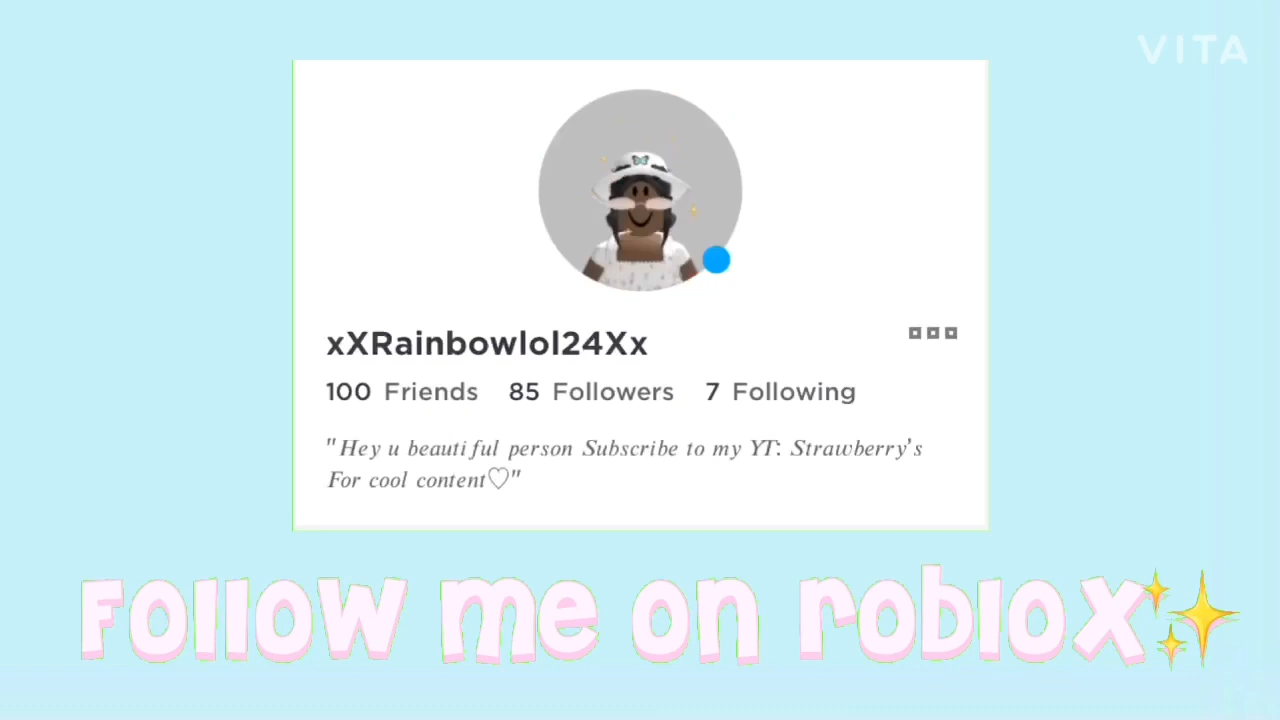 VITA
xXRainbowlol24Xx
100 Friends 85 Followers 7 Following
"Hey u beautiful person Subscribe to my YT: Strawberry's
For cool content♡"
Follow me on roblox✨